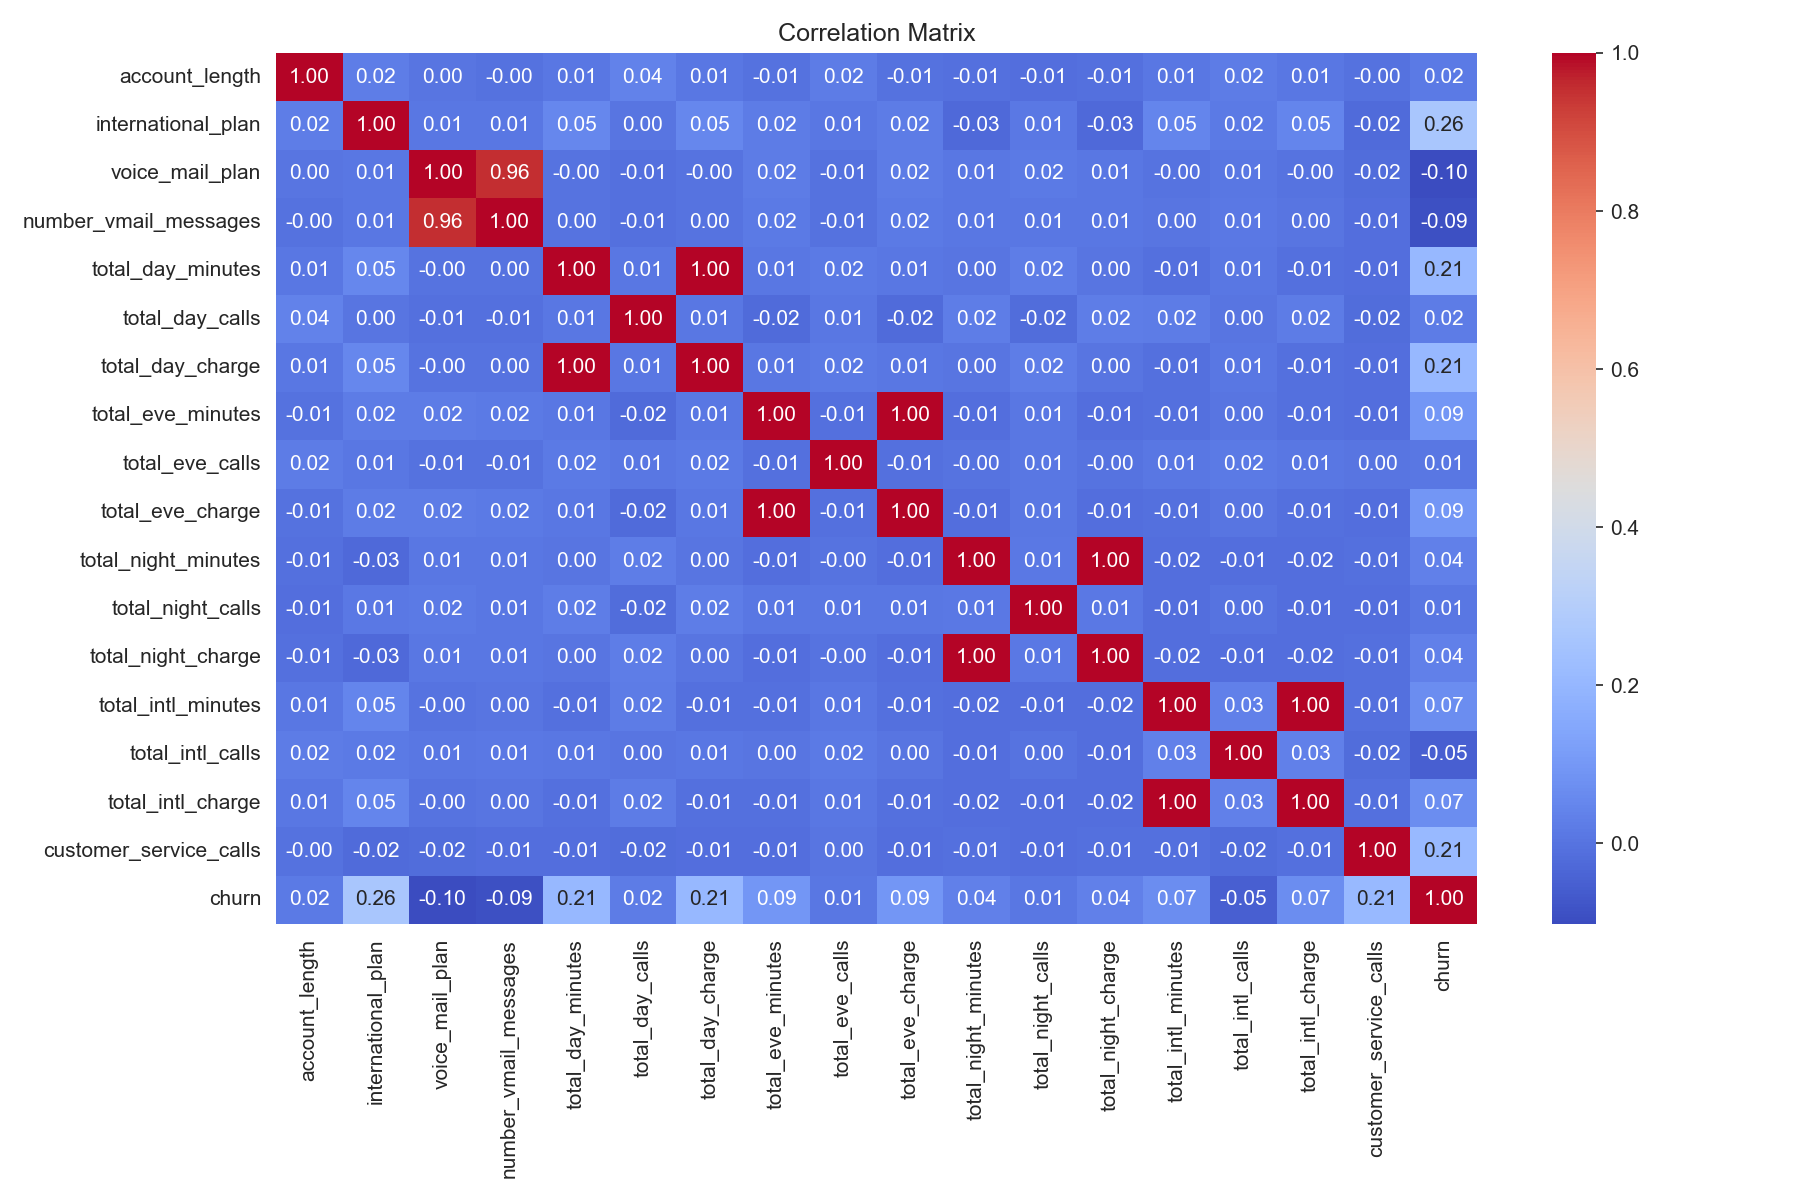 Correlation Matrix
account_length 1.00 0.02 0.00 -0.00 0.01 0.04 0.01 -0.01 0.02 -0.01 -0.01 -0.01 -0.01 0.01 0.02 0.01 -0.00 0.02
international_plan 0.02 1.00 0.01 0.01 0.05 0.00 0.05 0.02 0.01 0.02 -0.03 0.01 -0.03 0.05 0.02 0.05 -0.02 0.26
voice_mail_plan 0.00 0.01 1.00 0.96 -0.00 -0.01 -0.00 0.02 -0.01 0.02 0.01 0.02 0.01 -0.00 0.01 -0.00 -0.02 -0.10
number_vmail_messages -0.00 0.01 0.96 1.00 0.00 -0.01 0.00 0.02 -0.01 0.02 0.01 0.01 0.01 0.00 0.01 0.00 -0.01 -0.09
total_day_minutes 0.01 0.05 -0.00 0.00 1.00 0.01 1.00 0.01 0.02 0.01 0.00 0.02 0.00 -0.01 0.01 -0.01 -0.01 0.21
total_day_calls 0.04 0.00 -0.01 -0.01 0.01 1.00 0.01 -0.02 0.01 -0.02 0.02 -0.02 0.02 0.02 0.00 0.02 -0.02 0.02
total_day_charge 0.01 0.05 -0.00 0.00 1.00 0.01 1.00 0.01 0.02 0.01 0.00 0.02 0.00 -0.01 0.01 -0.01 -0.01 0.21
total_eve_minutes -0.01 0.02 0.02 0.02 0.01 -0.02 0.01 1.00 -0.01 1.00 -0.01 0.01 -0.01 -0.01 0.00 -0.01 -0.01 0.09
total_eve_calls 0.02 0.01 -0.01 -0.01 0.02 0.01 0.02 -0.01 1.00 -0.01 -0.00 0.01 -0.00 0.01 0.02 0.01 0.00 0.01
total_eve_charge -0.01 0.02 0.02 0.02 0.01 -0.02 0.01 1.00 -0.01 1.00 -0.01 0.01 -0.01 -0.01 0.00 -0.01 -0.01 0.09
total_night_minutes -0.01 -0.03 0.01 0.01 0.00 0.02 0.00 -0.01 -0.00 -0.01 1.00 0.01 1.00 -0.02 -0.01 -0.02 -0.01 0.04
total_night_calls -0.01 0.01 0.02 0.01 0.02 -0.02 0.02 0.01 0.01 0.01 0.01 1.00 0.01 -0.01 0.00 -0.01 -0.01 0.01
total_night_charge -0.01 -0.03 0.01 0.01 0.00 0.02 0.00 -0.01 -0.00 -0.01 1.00 0.01 1.00 -0.02 -0.01 -0.02 -0.01 0.04
total_intl_minutes 0.01 0.05 -0.00 0.00 -0.01 0.02 -0.01 -0.01 0.01 -0.01 -0.02 -0.01 -0.02 1.00 0.03 1.00 -0.01 0.07
total_intl_calls 0.02 0.02 0.01 0.01 0.01 0.00 0.01 0.00 0.02 0.00 -0.01 0.00 -0.01 0.03 1.00 0.03 -0.02 -0.05
total_intl_charge 0.01 0.05 -0.00 0.00 -0.01 0.02 -0.01 -0.01 0.01 -0.01 -0.02 -0.01 -0.02 1.00 0.03 1.00 -0.01 0.07
customer_service_calls -0.00 -0.02 -0.02 -0.01 -0.01 -0.02 -0.01 -0.01 0.00 -0.01 -0.01 -0.01 -0.01 -0.01 -0.02 -0.01 1.00 0.21
churn 0.02 0.26 -0.10 -0.09 0.21 0.02 0.21 0.09 0.01 0.09 0.04 0.01 0.04 0.07 -0.05 0.07 0.21 1.00
account_length
international_plan
voice_mail_plan
number_vmail_messages
total_day_minutes
total_day_calls
total_day_charge
total_eve_minutes
total_eve_calls
total_eve_charge
total_night_minutes
total_night_calls
total_night_charge
total_intl_minutes
total_intl_calls
total_intl_charge
customer_service_calls
churn
1.0
0.8
0.6
0.4
0.2
0.0